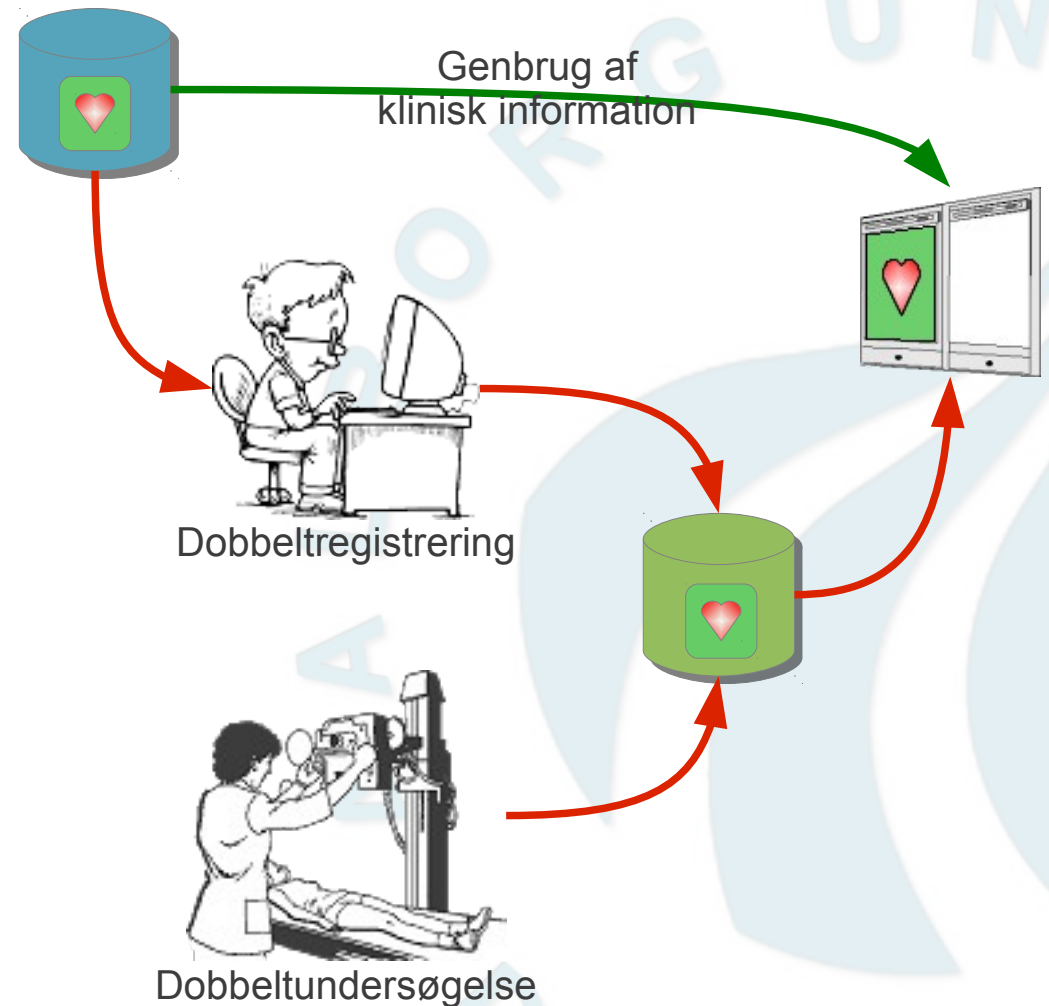 Genbrug af
klinisk information
Dobbeltregistrering
Dobbeltundersøgelse